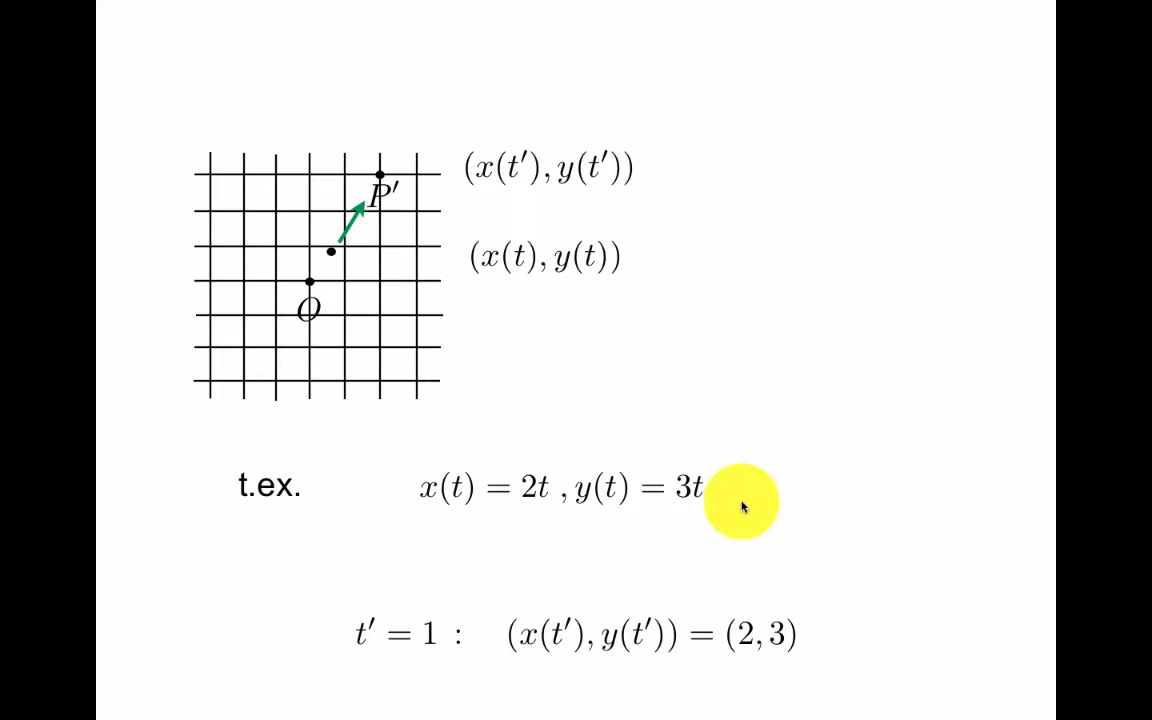 (x(t′), y(t′))
P′
(x(t), y(t))
O
t.ex. x(t) = 2t , y(t) = 3t
t′ = 1 : (x(t′), y(t′)) = (2, 3)